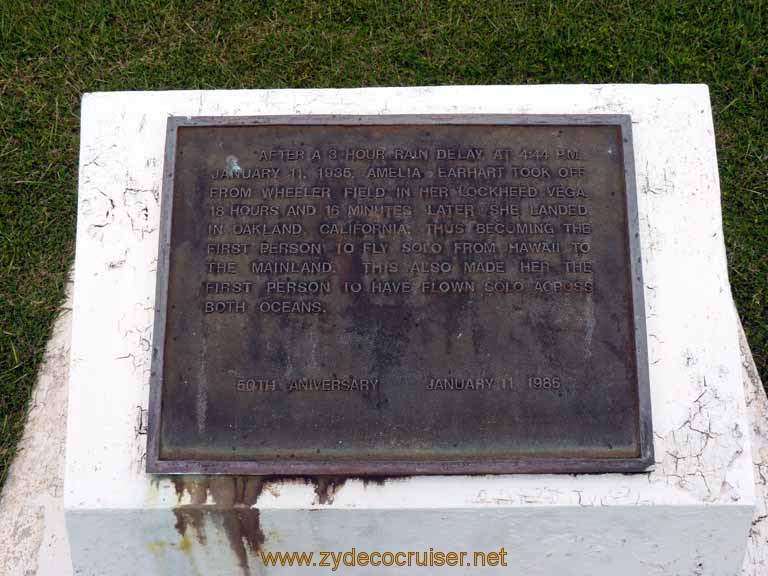 AFTER A 3 HOUR RAIN DELAY, AT 4:44 P.M.
JANUARY 11, 1935, AMELIA EARHART TOOK OFF
FROM WHEELER FIELD IN HER LOCKHEED VEGA.
18 HOURS AND 16 MINUTES LATER SHE LANDED
IN OAKLAND, CALIFORNIA, THUS BECOMING THE
FIRST PERSON TO FLY SOLO FROM HAWAII TO
THE MAINLAND. THIS ALSO MADE HER THE
FIRST PERSON TO HAVE FLOWN SOLO ACROSS
BOTH OCEANS.
50TH ANIVERSARY JANUARY 11, 1985
www.zydecocruiser.net